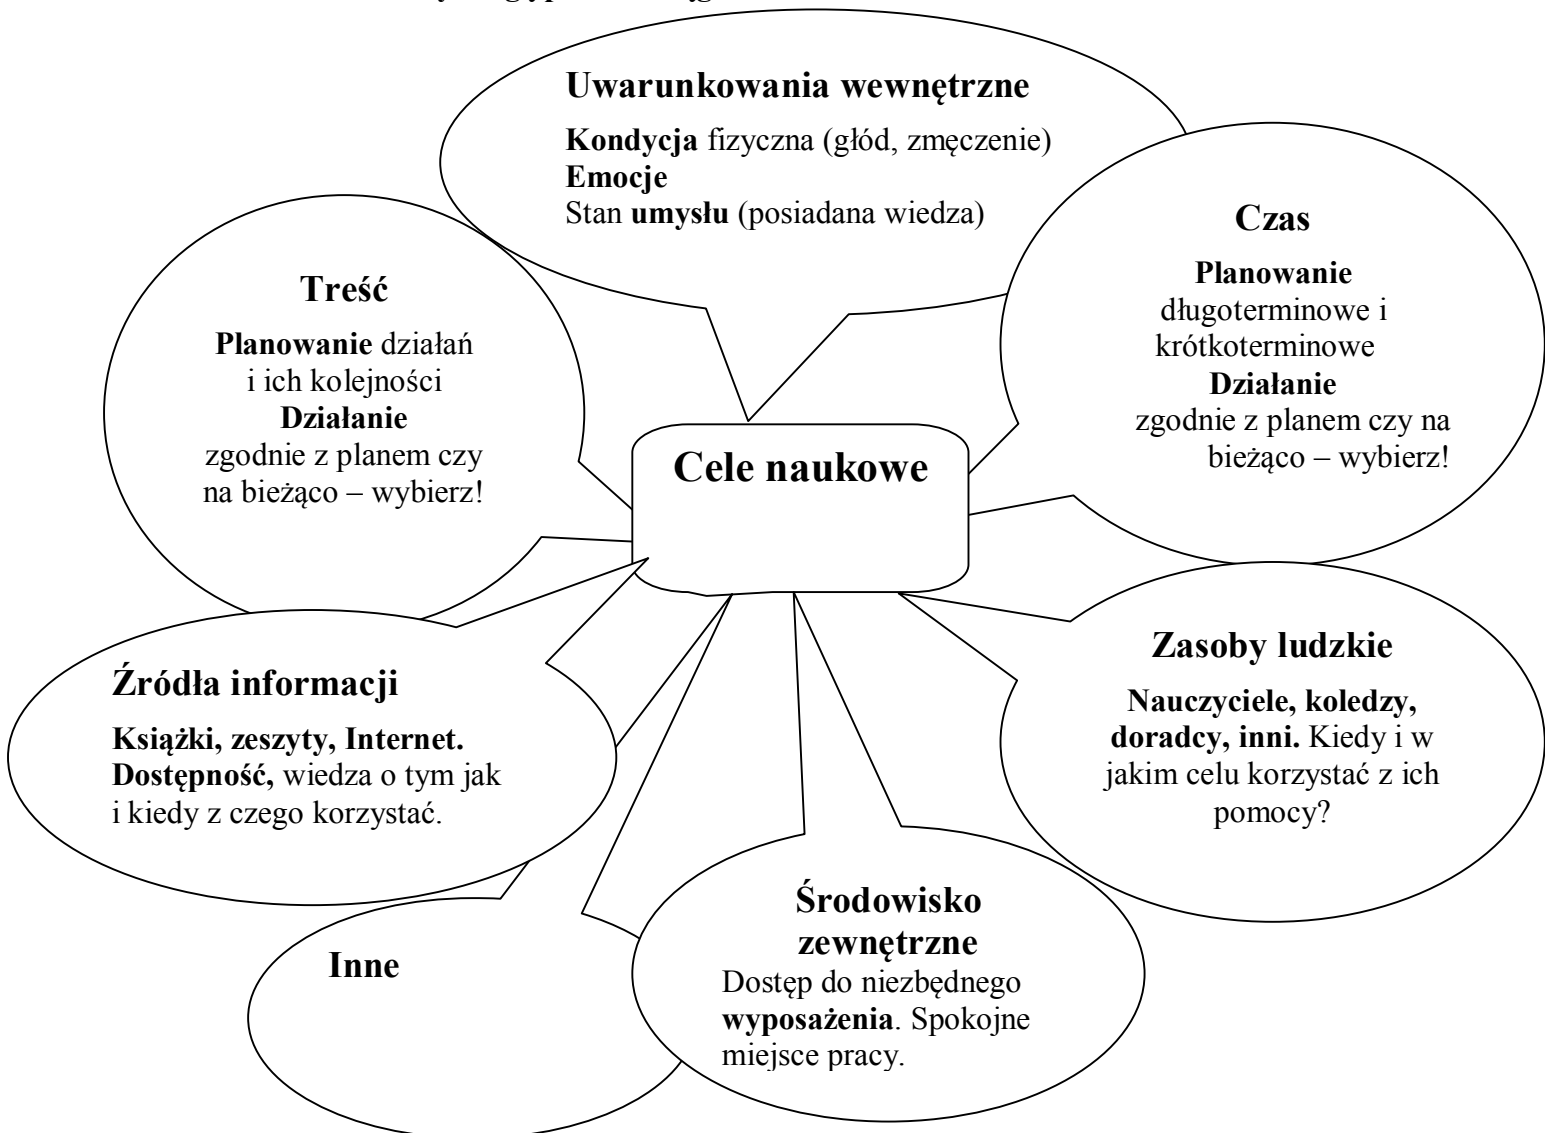 Uwarunkowania wewnętrzne
Kondycja fizyczna (głód, zmęczenie)
Emocje
Stan umysłu (posiadana wiedza)
Czas
Planowanie
długoterminowe i
krótkoterminowe
Działanie
zgodnie z planem czy na
bieżąco – wybierz!
Treść
Planowanie działań
i ich kolejności
Działanie
zgodnie z planem czy
na bieżąco – wybierz!
Cele naukowe
Źródła informacji
Książki, zeszyty, Internet.
Dostępność, wiedza o tym jak
i kiedy z czego korzystać.
Zasoby ludzkie
Nauczyciele, koledzy,
doradcy, inni. Kiedy i w
jakim celu korzystać z ich
pomocy?
Środowisko
zewnętrzne
Dostęp do niezbędnego
wyposażenia. Spokojne
miejsce pracy.
Inne